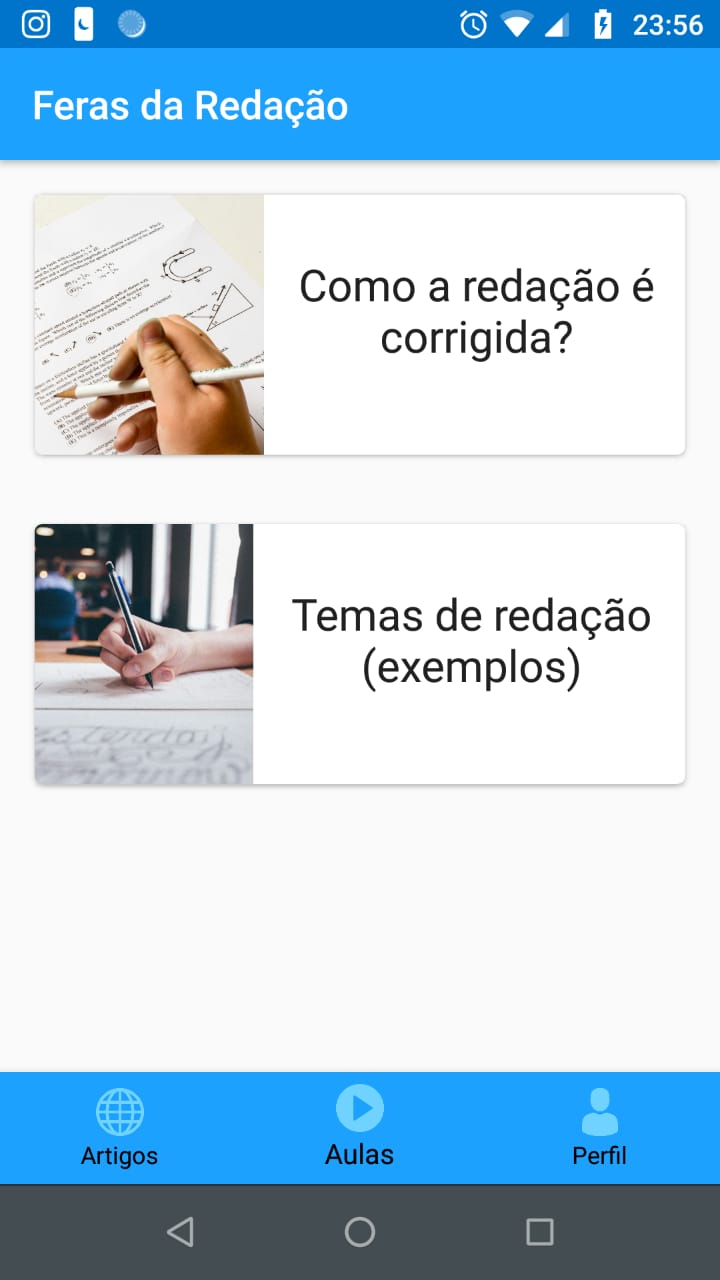 23:56
Feras da Redação
Como a redação é
corrigida?
Temas de redação
(exemplos)
Artigos
Aulas
Perfil